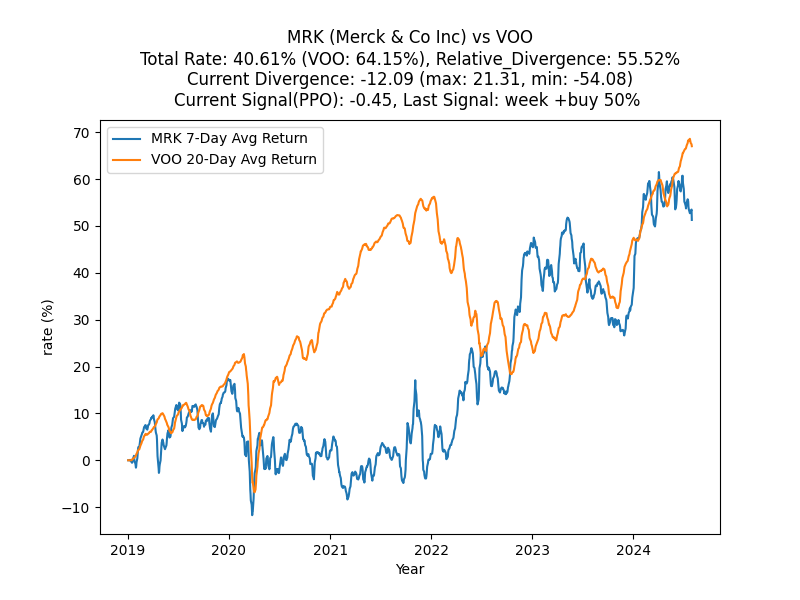 MRK (Merck & Co Inc) vs VOO
Total Rate: 40.61% (VOO: 64.15%), Relative_Divergence: 55.52%
Current Divergence: -12.09 (max: 21.31, min: -54.08)
Current Signal(PPO): -0.45, Last Signal: week +buy 50%
MRK 7-Day Avg Return
VOO 20-Day Avg Return
rate (%)
70
60
50
40
30
20
10
0
−10
2019 2020 2021 2022 2023 2024
Year